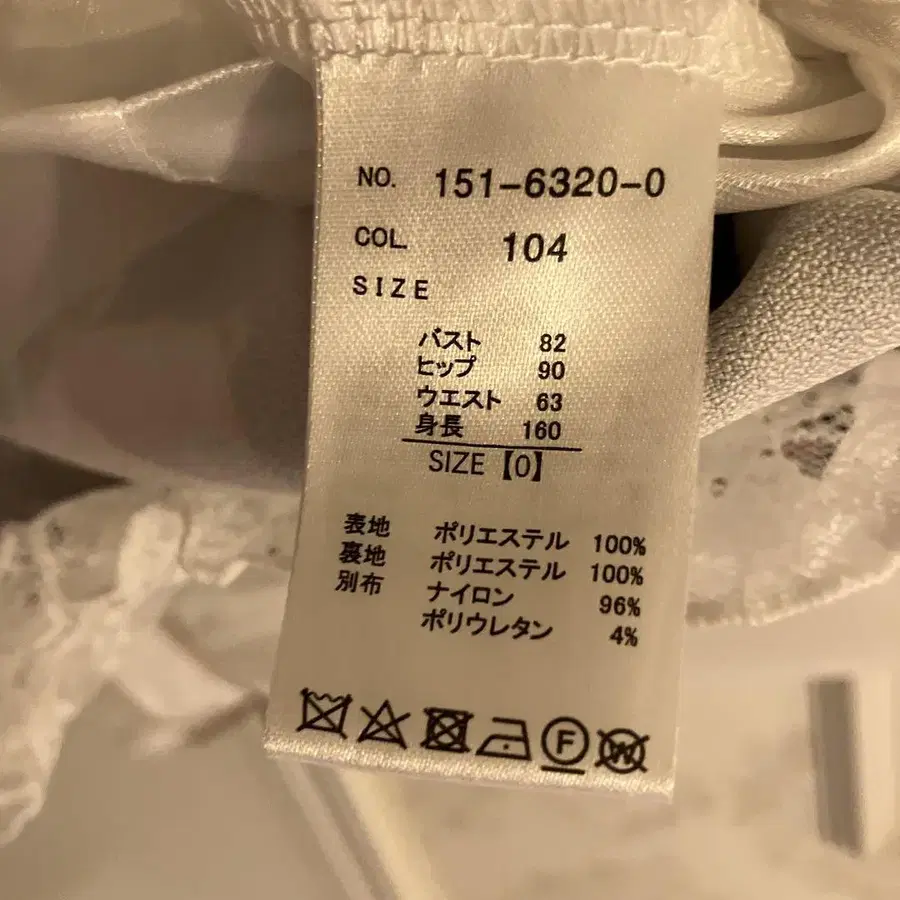 NO. 151-6320-0
COL. 104
SIZE
バスト 82
ヒップ 90
ウエスト 63
身長 160
SIZE【0】
表地 ポリエステル 100%
裏地 ポリエステル 100%
別布 ナイロン 96%
ポリウレタン 4%
F W